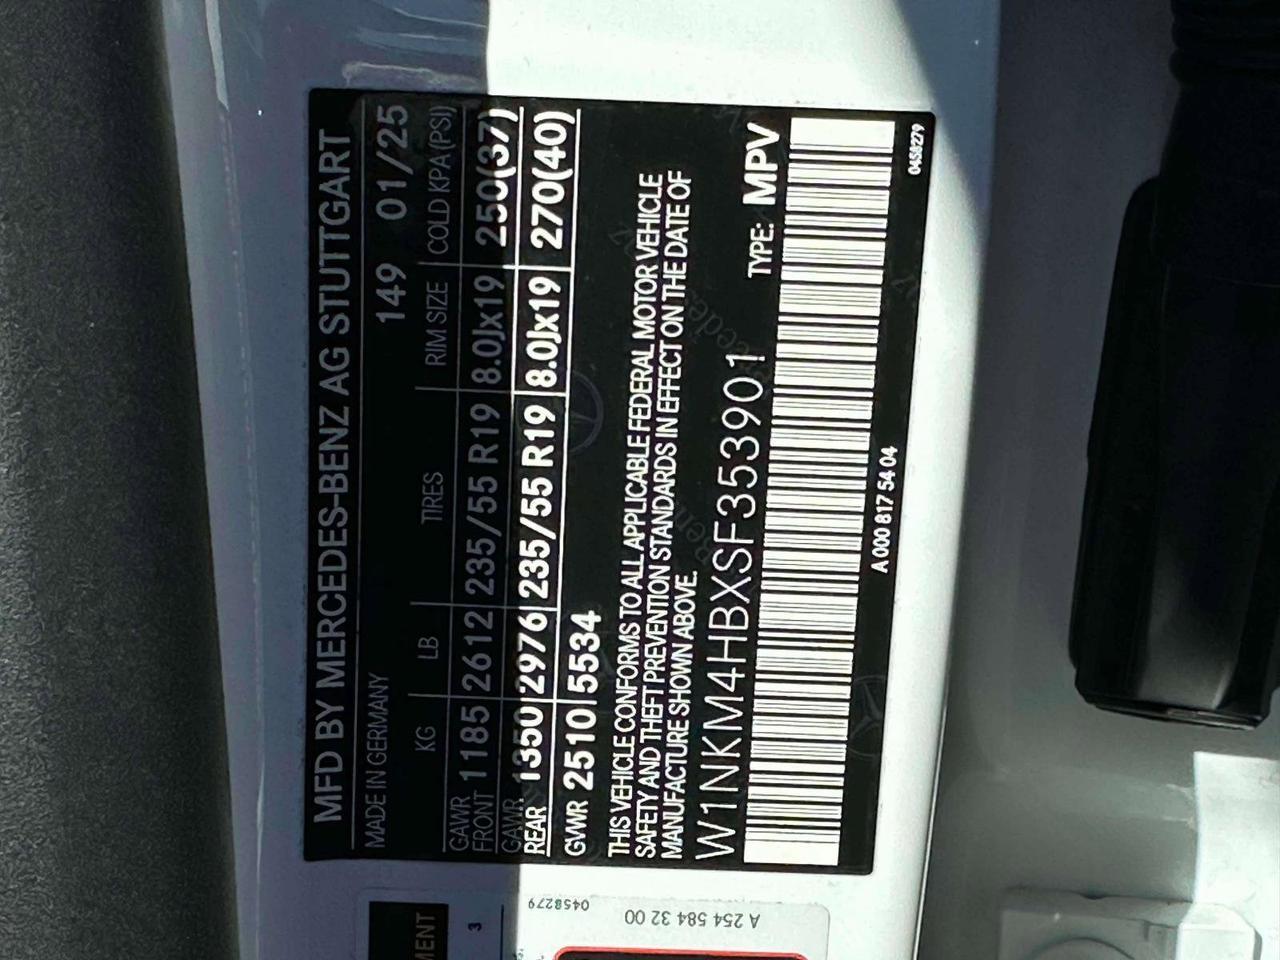 MFD BY MERCEDES-BENZ AG STUTTGART
MADE IN GERMANY 149 01/25
KG LB TIRES RIM SIZE COLD KPA (PSI)
GAWR FRONT 1185 2612 235/55 R19 8.0Jx19 250(37)
GAWR REAR 1350 2976 235/55 R19 8.0Jx19 270(40)
GVWR 2510 5534
THIS VEHICLE CONFORMS TO ALL APPLICABLE FEDERAL MOTOR VEHICLE
SAFETY AND THEFT PREVENTION STANDARDS IN EFFECT ON THE DATE OF
MANUFACTURE SHOWN ABOVE.
W1NKM4HBXSF353901 TYPE: MPV
A 000 817 54 04 0458279
0458279
A 254 584 32 00
MENT
3